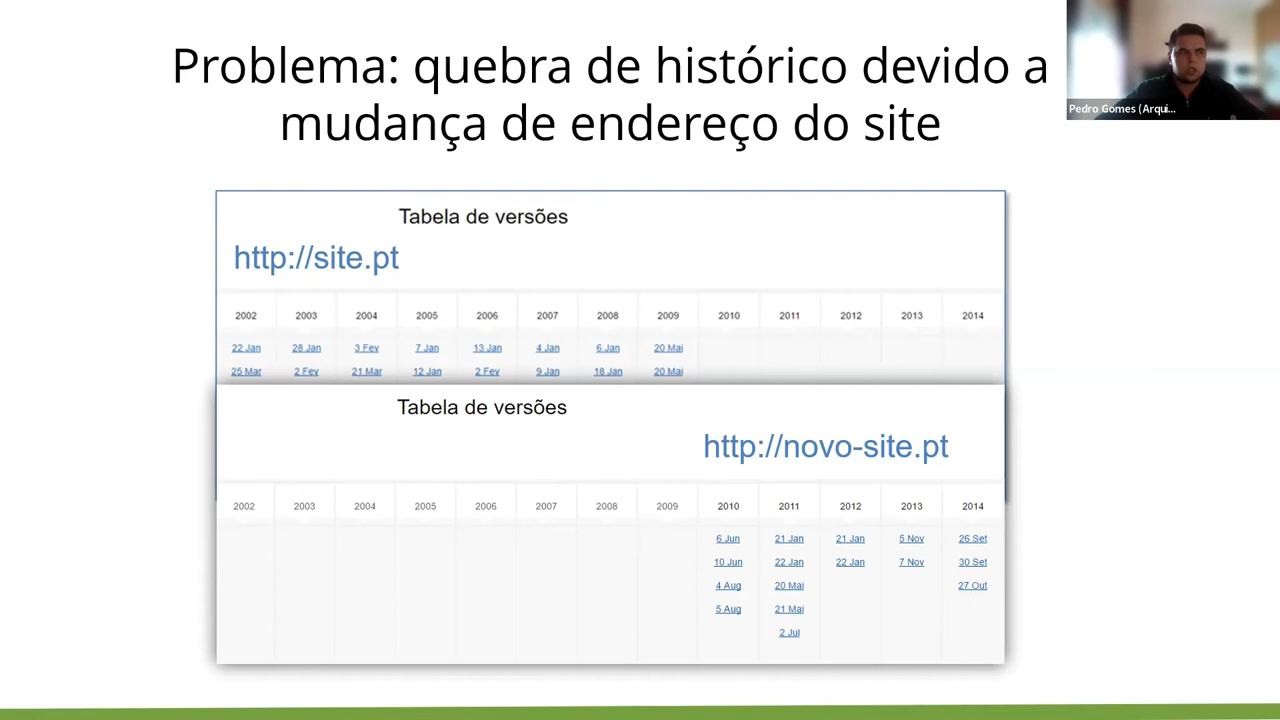 Problema: quebra de histórico devido a
mudança de endereço do site
Pedro Gomes (Arqui...
Tabela de versões
http://site.pt
2002 2003 2004 2005 2006 2007 2008 2009 2010 2011 2012 2013 2014
22 Jan 28 Jan 3 Fev 7 Jan 13 Jan 4 Jan 6 Jan 20 Mai
25 Mar 2 Fev 21 Mar 12 Jan 2 Fev 9 Jan 18 Jan 20 Mai
Tabela de versões
http://novo-site.pt
2002 2003 2004 2005 2006 2007 2008 2009 2010 2011 2012 2013 2014
6 Jun 21 Jan 21 Jan 5 Nov 26 Set
10 Jun 22 Jan 22 Jan 7 Nov 30 Set
4 Aug 20 Mai 27 Out
5 Aug 21 Mai
2 Jul